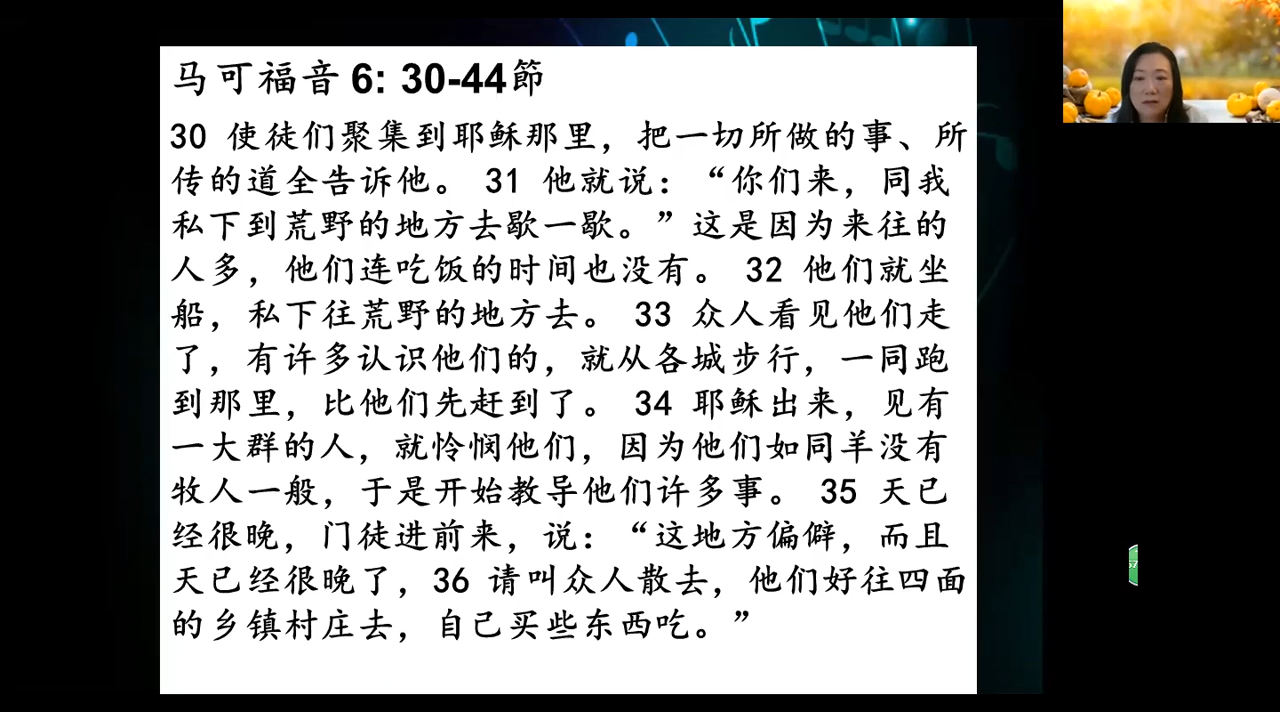 马可福音 6: 30-44節
30 使徒们聚集到耶稣那里，把一切所做的事、所
传的道全告诉他。 31 他就说：“你们来，同我
私下到荒野的地方去歇一歇。”这是因为来往的
人多，他们连吃饭的时间也没有。 32 他们就坐
船，私下往荒野的地方去。 33 众人看见他们走
了，有许多认识他们的，就从各城步行，一同跑
到那里，比他们先赶到了。 34 耶稣出来，见有
一大群的人，就怜悯他们，因为他们如同羊没有
牧人一般，于是开始教导他们许多事。 35 天已
经很晚，门徒进前来，说：“这地方偏僻，而且
天已经很晚了，36 请叫众人散去，他们好往四面
的乡镇村庄去，自己买些东西吃。”